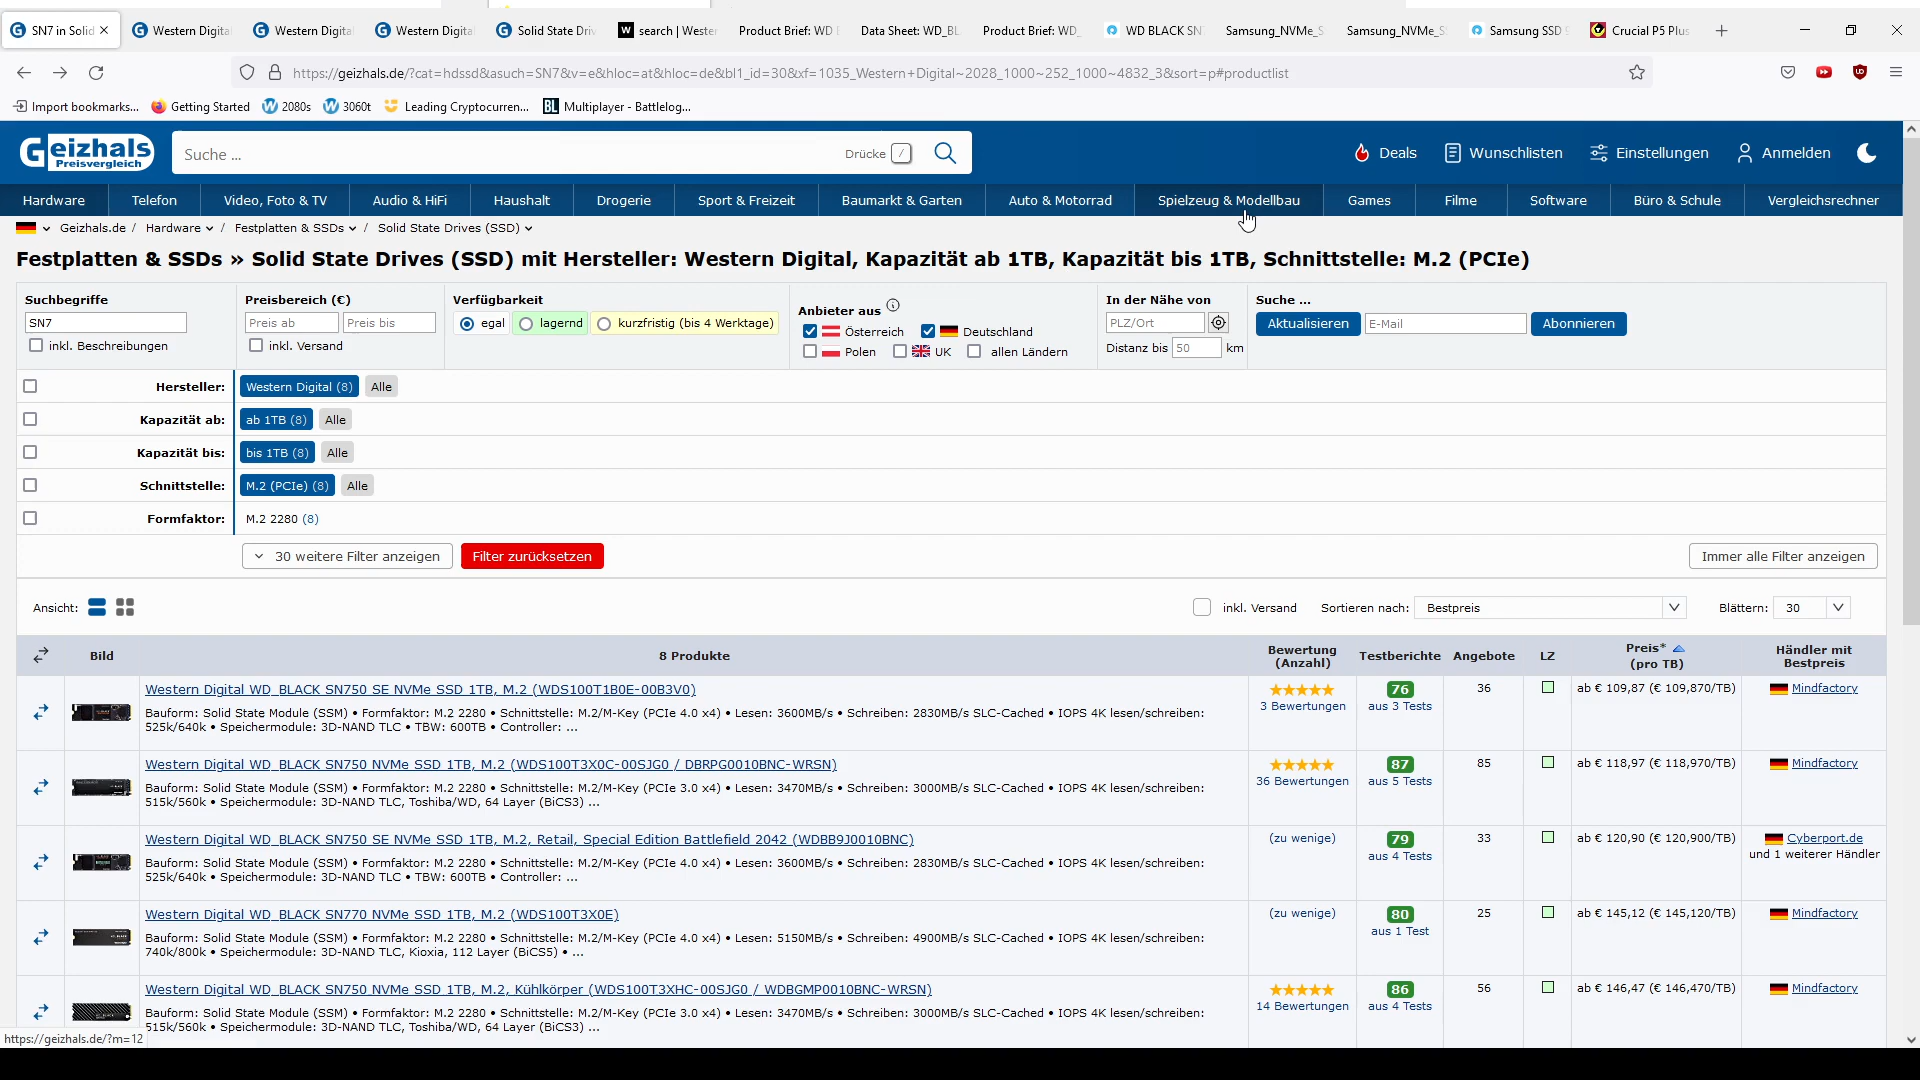 SN7 in Solid
Western Digita
Western Digita
Western Digita
Solid State Driv
search | Wester
Product Brief: WD
Data Sheet: WD_BL
Product Brief: WD_
WD BLACK SN
Samsung_NVMe_S
Samsung_NVMe_S
Samsung SSD
Crucial P5 Plus
https://geizhals.de/?cat=hdssd&asuch=SN7&v=e&hloc=at&hloc=de&bl1_id=30&xf=1035_Western+Digital~2028_1000~252_1000~4832_3&sort=p#productlist
Import bookmarks...
Getting Started
2080s
3060t
Leading Cryptocurren...
BL Multiplayer - Battlelog...
Geizhals
Preisvergleich
Suche ...
Drücke /
Deals
Wunschlisten
Einstellungen
Anmelden
Hardware
Telefon
Video, Foto & TV
Audio & HiFi
Haushalt
Drogerie
Sport & Freizeit
Baumarkt & Garten
Auto & Motorrad
Spielzeug & Modellbau
Games
Filme
Software
Büro & Schule
Vergleichsrechner
Geizhals.de / Hardware / Festplatten & SSDs / Solid State Drives (SSD)
Festplatten & SSDs » Solid State Drives (SSD) mit Hersteller: Western Digital, Kapazität ab 1TB, Kapazität bis 1TB, Schnittstelle: M.2 (PCIe)
Suchbegriffe
SN7
inkl. Beschreibungen
Preisbereich (€)
Preis ab
Preis bis
inkl. Versand
Verfügbarkeit
egal
lagernd
kurzfristig (bis 4 Werktage)
Anbieter aus
Österreich
Deutschland
Polen
UK
allen Ländern
In der Nähe von
PLZ/Ort
Distanz bis 50 km
Suche ...
Aktualisieren
E-Mail
Abonnieren
Hersteller: Western Digital (8) Alle
Kapazität ab: ab 1TB (8) Alle
Kapazität bis: bis 1TB (8) Alle
Schnittstelle: M.2 (PCIe) (8) Alle
Formfaktor: M.2 2280 (8)
30 weitere Filter anzeigen
Filter zurücksetzen
Immer alle Filter anzeigen
Ansicht:
inkl. Versand
Sortieren nach: Bestpreis
Blättern: 30
Bild
8 Produkte
Bewertung
(Anzahl)
Testberichte
Angebote
LZ
Preis*
(pro TB)
Händler mit
Bestpreis
Western Digital WD_BLACK SN750 SE NVMe SSD 1TB, M.2 (WDS100T1B0E-00B3V0)
Bauform: Solid State Module (SSM) • Formfaktor: M.2 2280 • Schnittstelle: M.2/M-Key (PCIe 4.0 x4) • Lesen: 3600MB/s • Schreiben: 2830MB/s SLC-Cached • IOPS 4K lesen/schreiben:
525k/640k • Speichermodule: 3D-NAND TLC • TBW: 600TB • Controller: ...
3 Bewertungen
76
aus 3 Tests
36
ab € 109,87 (€ 109,870/TB)
Mindfactory
Western Digital WD_BLACK SN750 NVMe SSD 1TB, M.2 (WDS100T3X0C-00SJG0 / DBRPG0010BNC-WRSN)
Bauform: Solid State Module (SSM) • Formfaktor: M.2 2280 • Schnittstelle: M.2/M-Key (PCIe 3.0 x4) • Lesen: 3470MB/s • Schreiben: 3000MB/s SLC-Cached • IOPS 4K lesen/schreiben:
515k/560k • Speichermodule: 3D-NAND TLC, Toshiba/WD, 64 Layer (BiCS3) ...
36 Bewertungen
87
aus 5 Tests
85
ab € 118,97 (€ 118,970/TB)
Mindfactory
Western Digital WD_BLACK SN750 SE NVMe SSD 1TB, M.2, Retail, Special Edition Battlefield 2042 (WDBB9J0010BNC)
Bauform: Solid State Module (SSM) • Formfaktor: M.2 2280 • Schnittstelle: M.2/M-Key (PCIe 4.0 x4) • Lesen: 3600MB/s • Schreiben: 2830MB/s SLC-Cached • IOPS 4K lesen/schreiben:
525k/640k • Speichermodule: 3D-NAND TLC • TBW: 600TB • Controller: ...
(zu wenige)
79
aus 4 Tests
33
ab € 120,90 (€ 120,900/TB)
Cyberport.de
und 1 weiterer Händler
Western Digital WD_BLACK SN770 NVMe SSD 1TB, M.2 (WDS100T3X0E)
Bauform: Solid State Module (SSM) • Formfaktor: M.2 2280 • Schnittstelle: M.2/M-Key (PCIe 4.0 x4) • Lesen: 5150MB/s • Schreiben: 4900MB/s SLC-Cached • IOPS 4K lesen/schreiben:
740k/800k • Speichermodule: 3D-NAND TLC, Kioxia, 112 Layer (BiCS5) • ...
(zu wenige)
80
aus 1 Test
25
ab € 145,12 (€ 145,120/TB)
Mindfactory
Western Digital WD_BLACK SN750 NVMe SSD 1TB, M.2, Kühlkörper (WDS100T3XHC-00SJG0 / WDBGMP0010BNC-WRSN)
Bauform: Solid State Module (SSM) • Formfaktor: M.2 2280 • Schnittstelle: M.2/M-Key (PCIe 3.0 x4) • Lesen: 3470MB/s • Schreiben: 3000MB/s SLC-Cached • IOPS 4K lesen/schreiben:
515k/560k • Speichermodule: 3D-NAND TLC, Toshiba/WD, 64 Layer (BiCS3) ...
14 Bewertungen
86
aus 4 Tests
56
ab € 146,47 (€ 146,470/TB)
Mindfactory
https://geizhals.de/?m=12